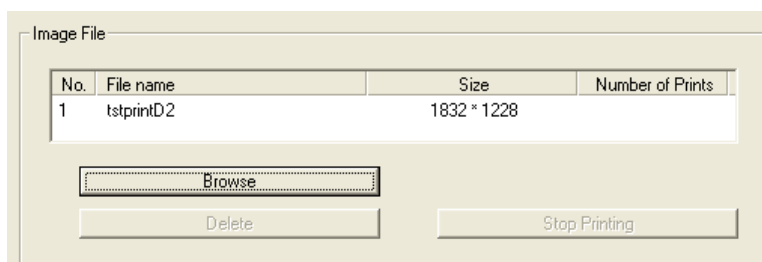 Image File
No. File name Size Number of Prints
1 tstprintD2 1832 * 1228
Browse
Delete Stop Printing